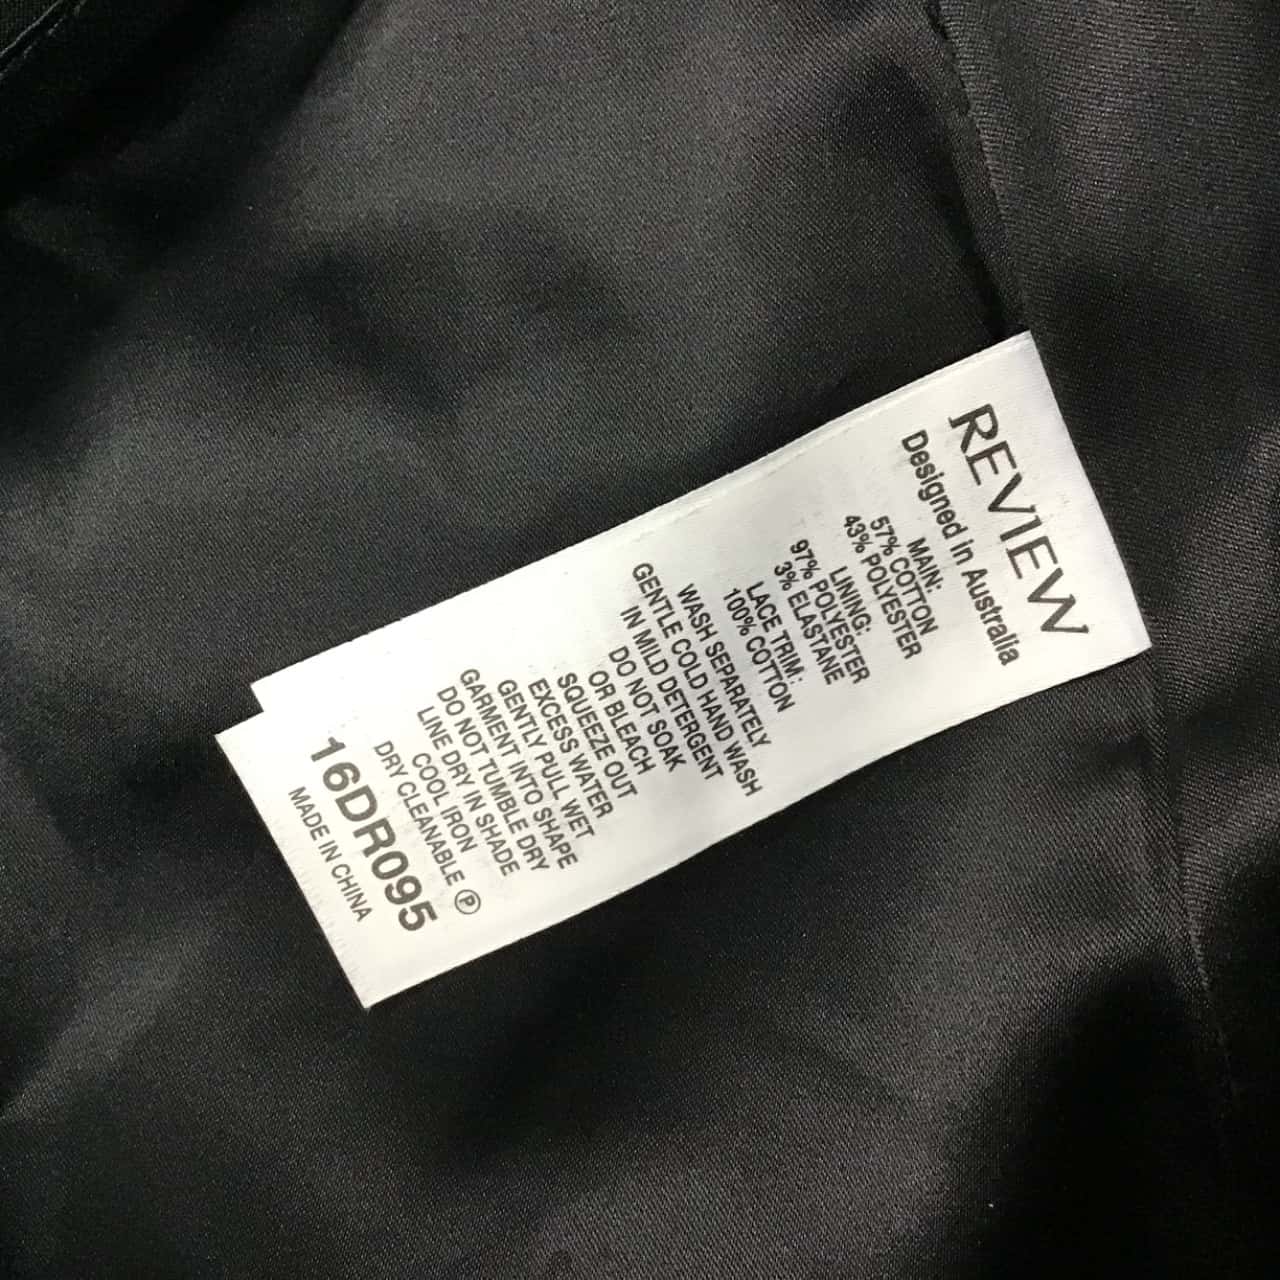 REVIEW
Designed in Australia
MAIN:
57% COTTON
43% POLYESTER
LINING:
97% POLYESTER
3% ELASTANE
LACE TRIM:
100% COTTON
WASH SEPARATELY
GENTLE COLD HAND WASH
IN MILD DETERGENT
DO NOT SOAK
OR BLEACH
SQUEEZE OUT
EXCESS WATER
GENTLY PULL WET
GARMENT INTO SHAPE
DO NOT TUMBLE DRY
LINE DRY IN SHADE
COOL IRON
DRY CLEANABLE Ⓟ
16DR095
MADE IN CHINA